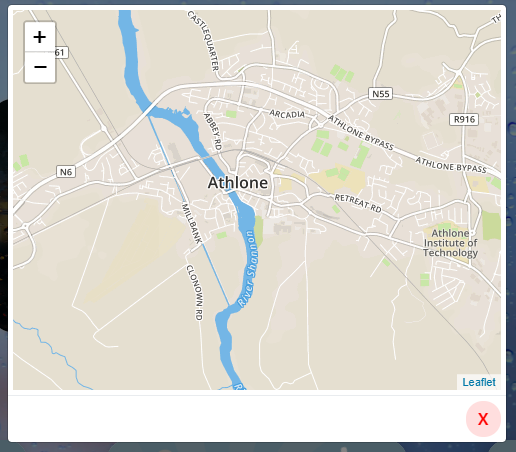 CASTLEQUARTER
+
61
−
N55
R916
ARCADIA
ABBEY RD
ATHLONE BYPASS
ATHLONE BYPASS
N6
Athlone
RETREAT RD
MILLBANK
Athlone
Institute of
Technology
River Shannon
CLONOWN RD
Leaflet
X